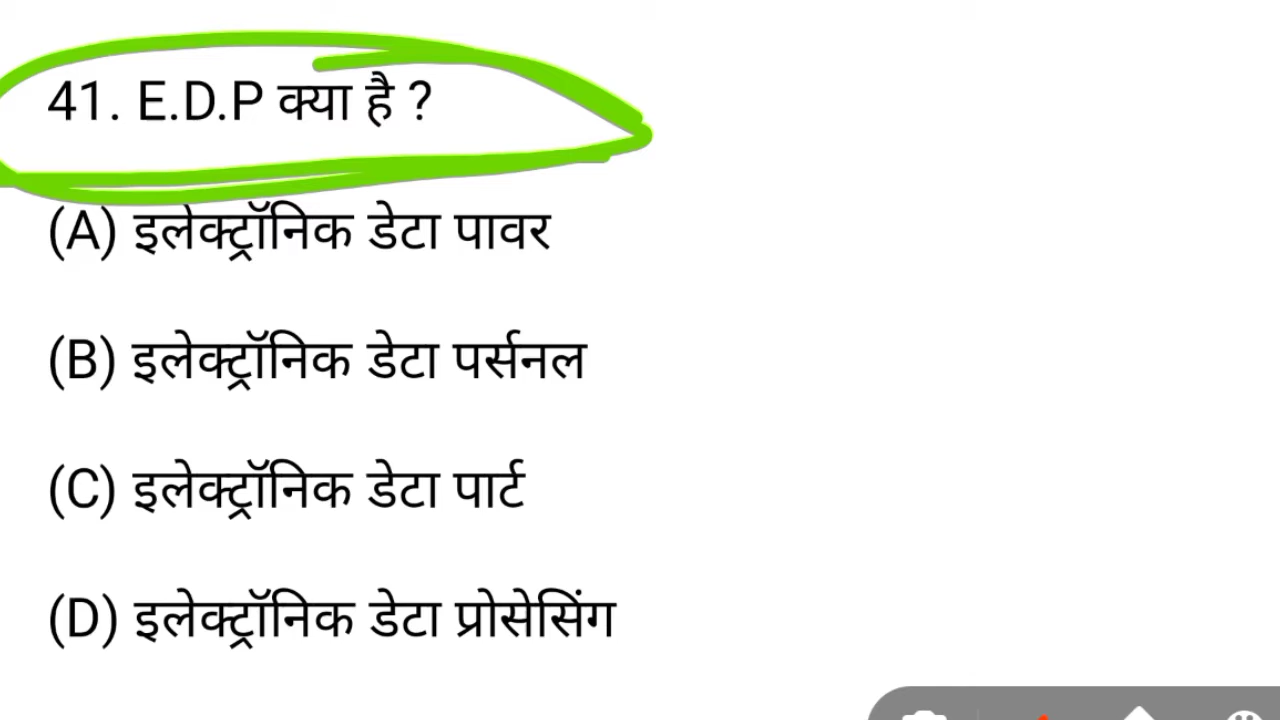 41. E.D.P क्या है ?
(A) इलेक्ट्रॉनिक डेटा पावर
(B) इलेक्ट्रॉनिक डेटा पर्सनल
(C) इलेक्ट्रॉनिक डेटा पार्ट
(D) इलेक्ट्रॉनिक डेटा प्रोसेसिंग